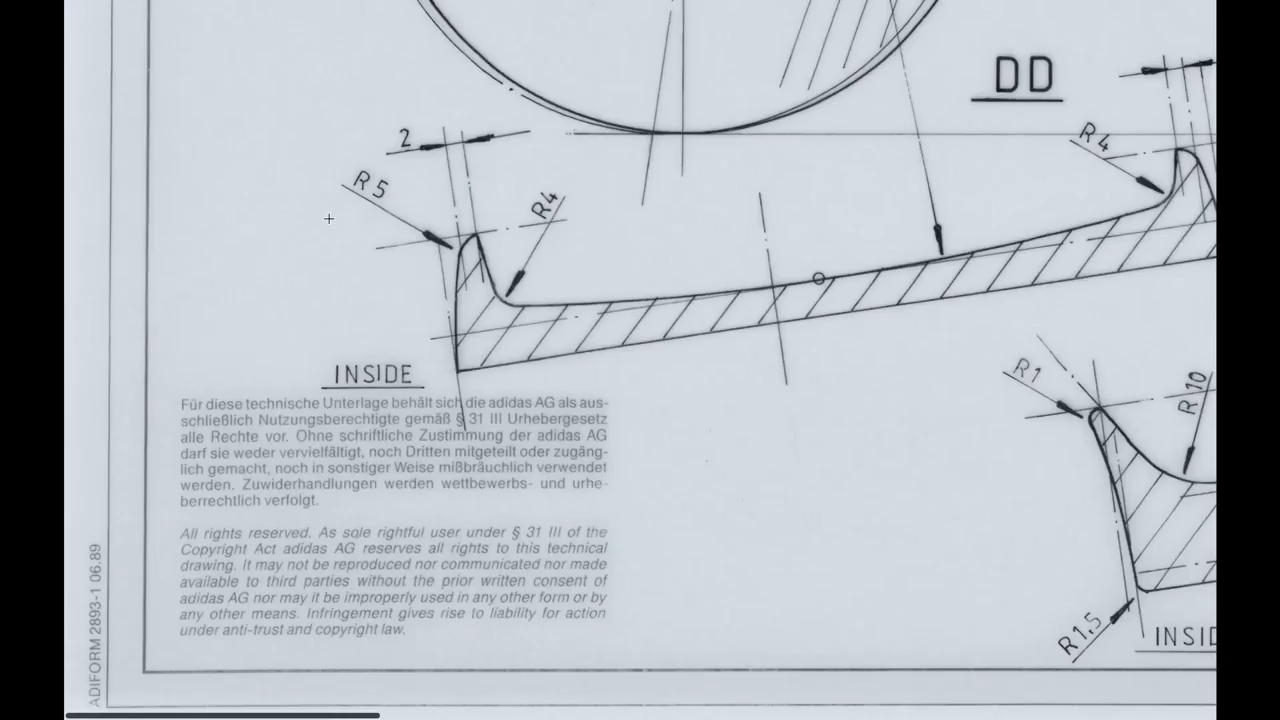 DD
2
R 4
R 5
R4
INSIDE
R1
R 10
Für diese technische Unterlage behält sich die adidas AG als aus-
schließlich Nutzungsberechtigte gemäß § 31 III Urhebergesetz
alle Rechte vor. Ohne schriftliche Zustimmung der adidas AG
darf sie weder vervielfältigt, noch Dritten mitgeteilt oder zugäng-
lich gemacht, noch in sonstiger Weise mißbräuchlich verwendet
werden. Zuwiderhandlungen werden wettbewerbs- und urhe-
berrechtlich verfolgt.
All rights reserved. As sole rightful user under § 31 III of the
Copyright Act adidas AG reserves all rights to this technical
drawing. It may not be reproduced nor communicated nor made
available to third parties without the prior written consent of
adidas AG nor may it be improperly used in any other form or by
any other means. Infringement gives rise to liability for action
under anti-trust and copyright law.
R1,5
INSID
ADIFORM 2893-1 06.89